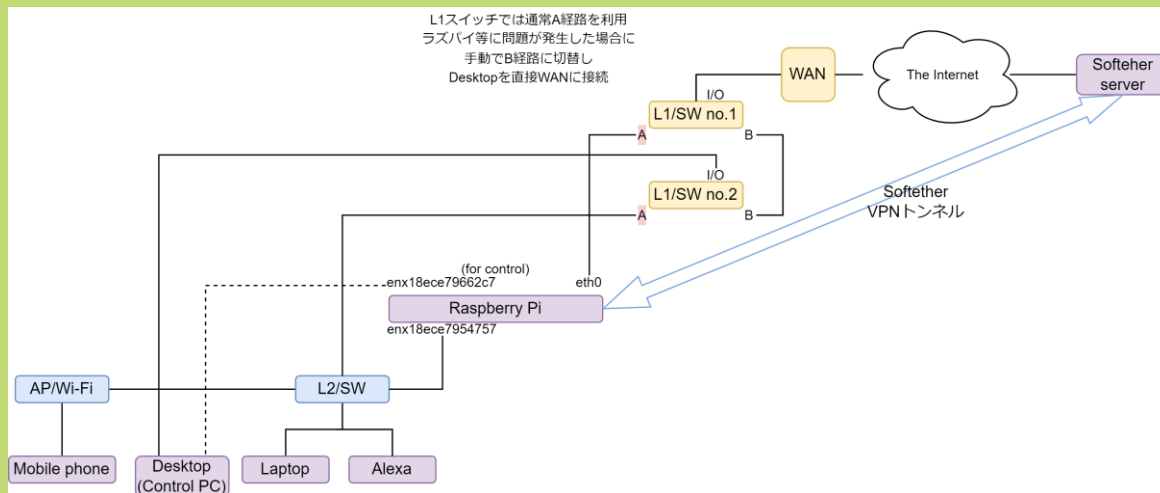 L1スイッチでは通常A経路を利用
ラズパイ等に問題が発生した場合に
手動でB経路に切替し
Desktopを直接WANに接続
WAN
The Internet
Softeher
server
I/O
L1/SW no.1
A
B
I/O
L1/SW no.2
A
B
Softether
VPNトンネル
(for control)
enx18ece79662c7
eth0
Raspberry Pi
enx18ece7954757
AP/Wi-Fi
L2/SW
Mobile phone
Desktop
(Control PC)
Laptop
Alexa